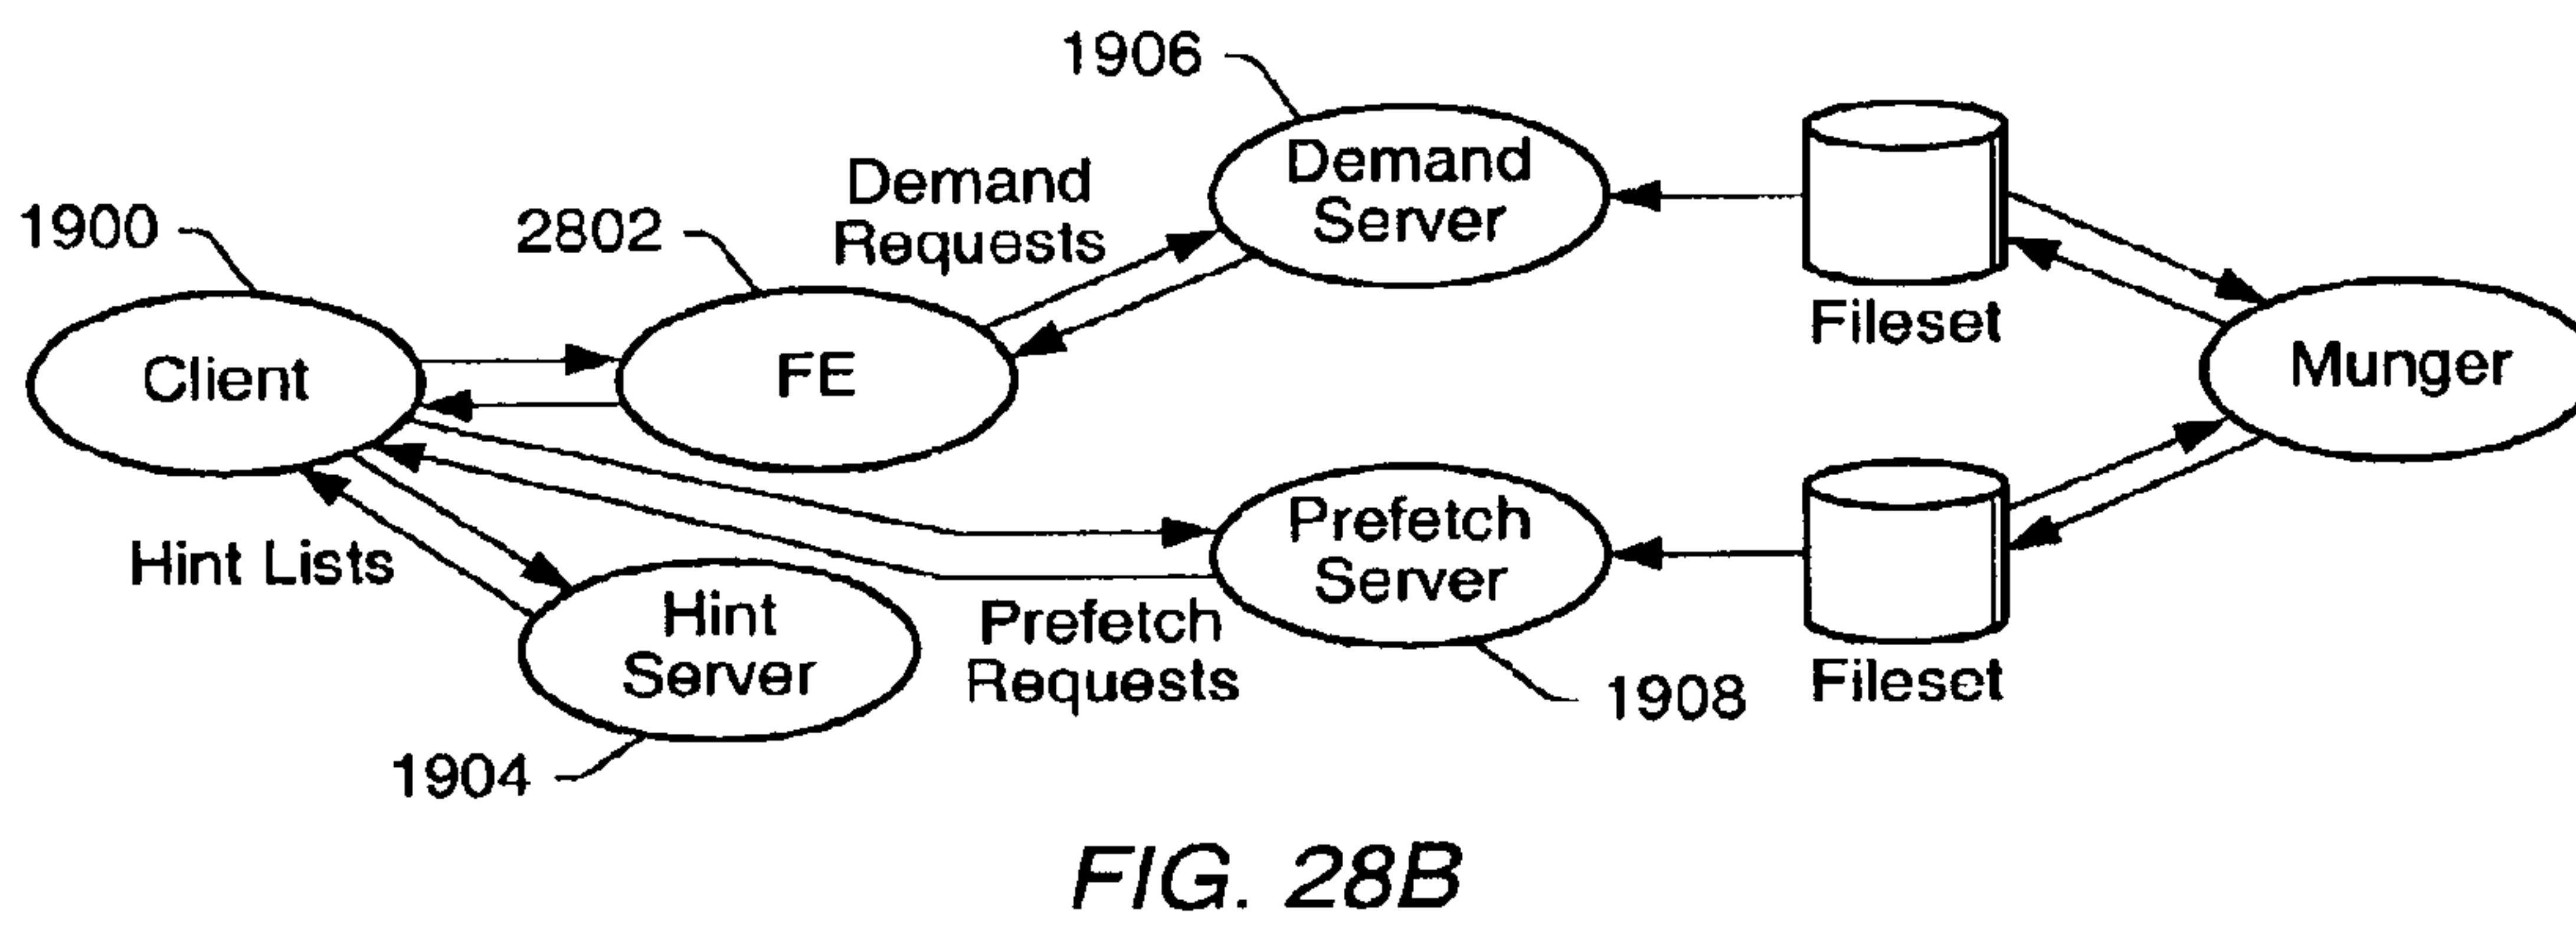 1906
Demand
Server
Demand
Requests
1900
2802
Client
FE
Fileset
Munger
Hint Lists
Hint
Server
Prefetch
Server
Prefetch
Requests
1908
Fileset
1904
FIG. 28B